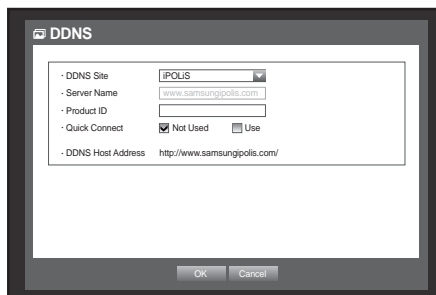 DDNS
· DDNS Site iPOLiS
· Server Name www.samsungipolis.com
· Product ID
· Quick Connect Not Used Use
· DDNS Host Address http://www.samsungipolis.com/
OK Cancel